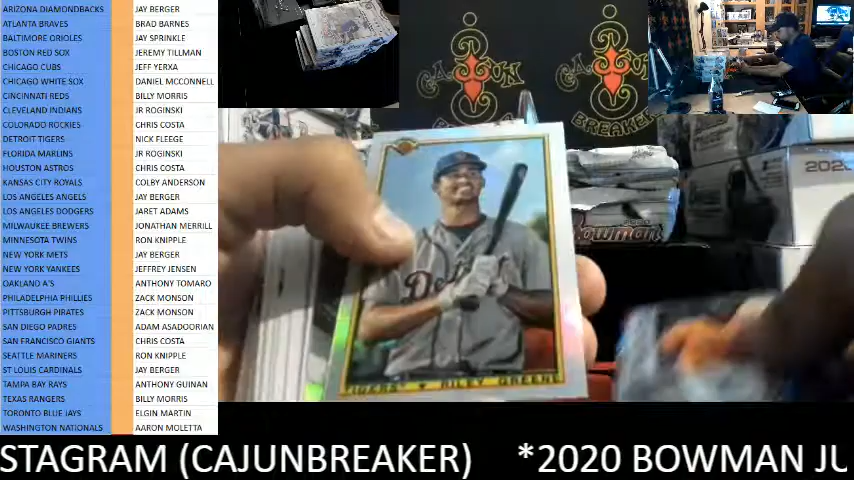 ARIZONA DIAMONDBACKS JAY BERGER
ATLANTA BRAVES BRAD BARNES
BALTIMORE ORIOLES JAY SPRINKLE
BOSTON RED SOX JEREMY TILLMAN
CHICAGO CUBS JEFF YERXA
CHICAGO WHITE SOX DANIEL MCCONNELL
CINCINATTI REDS BILLY MORRIS
CLEVELAND INDIANS JR ROGINSKI
COLORADO ROCKIES CHRIS COSTA
DETROIT TIGERS NICK FLEEGE
FLORIDA MARLINS JR ROGINSKI
HOUSTON ASTROS CHRIS COSTA
KANSAS CITY ROYALS COLBY ANDERSON
LOS ANGELES ANGELS JAY BERGER
LOS ANGELES DODGERS JARET ADAMS
MILWAUKEE BREWERS JONATHAN MERRILL
MINNESOTA TWINS RON KNIPPLE
NEW YORK METS JAY BERGER
NEW YORK YANKEES JEFFREY JENSEN
OAKLAND A'S ANTHONY TOMARO
PHILADELPHIA PHILLIES ZACK MONSON
PITTSBURGH PIRATES ZACK MONSON
SAN DIEGO PADRES ADAM ASADOORIAN
SAN FRANCISCO GIANTS CHRIS COSTA
SEATTLE MARINERS RON KNIPPLE
ST LOUIS CARDINALS JAY BERGER
TAMPA BAY RAYS ANTHONY GUINAN
TEXAS RANGERS BILLY MORRIS
TORONTO BLUE JAYS ELGIN MARTIN
WASHINGTON NATIONALS AARON MOLETTA
CAJUN
BREAKER
CAJUN
BREAKER
2020
Bowman
202
Detroit
TIGERS RILEY GREENE
STAGRAM (CAJUNBREAKER) *2020 BOWMAN JU